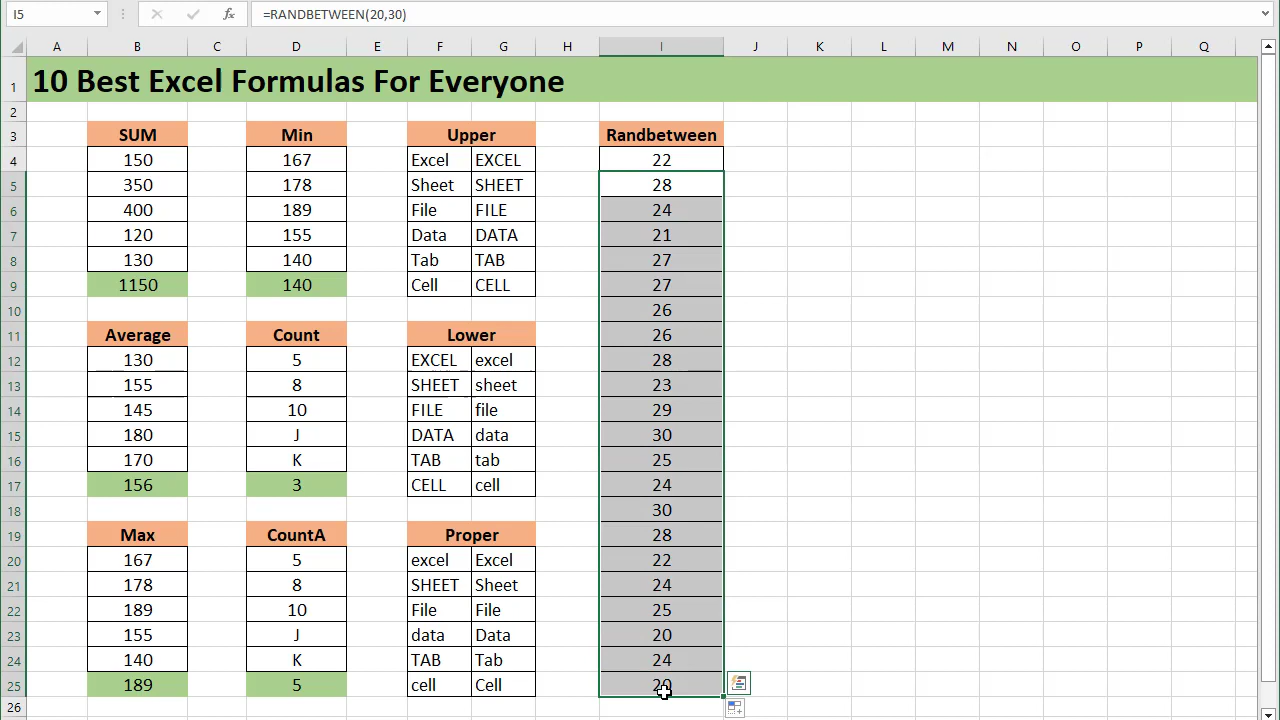 I5 fx =RANDBETWEEN(20,30)
A B C D E F G H I J K L M N O P Q
1 10 Best Excel Formulas For Everyone
2
3 SUM Min Upper Randbetween
4 150 167 Excel EXCEL 22
5 350 178 Sheet SHEET 28
6 400 189 File FILE 24
7 120 155 Data DATA 21
8 130 140 Tab TAB 27
9 1150 140 Cell CELL 27
10 26
11 Average Count Lower 26
12 130 5 EXCEL excel 28
13 155 8 SHEET sheet 23
14 145 10 FILE file 29
15 180 J DATA data 30
16 170 K TAB tab 25
17 156 3 CELL cell 24
18 30
19 Max CountA Proper 28
20 167 5 excel Excel 22
21 178 8 SHEET Sheet 24
22 189 10 File File 25
23 155 J data Data 20
24 140 K TAB Tab 24
25 189 5 cell Cell 20
26